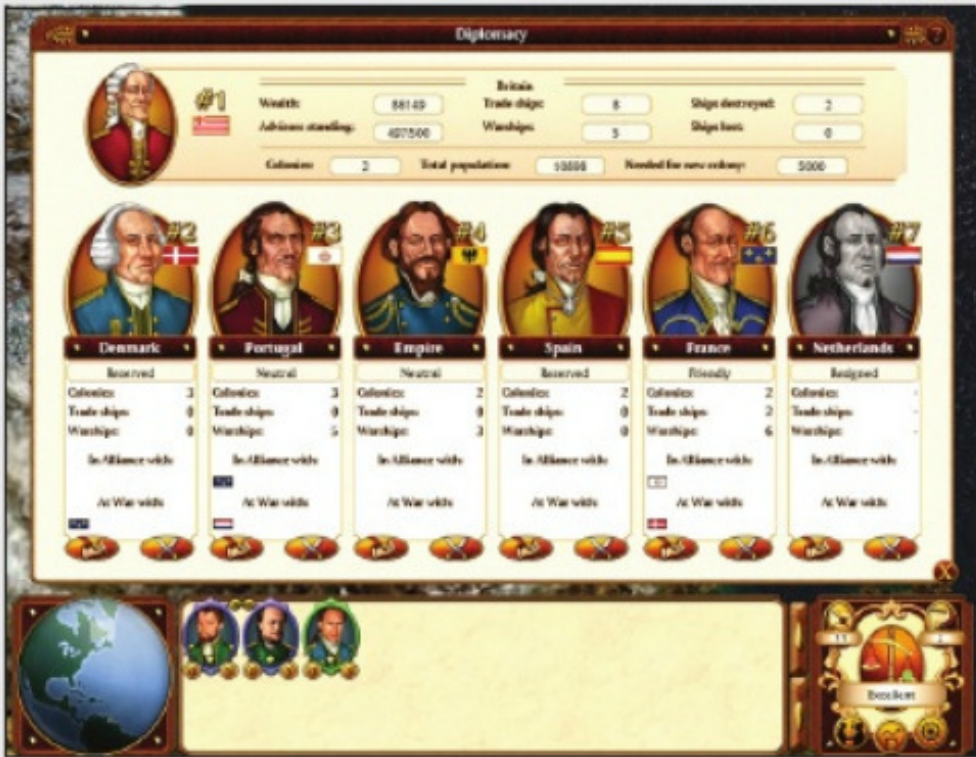 Diplomacy
?
Britain
#1 Wealth: 88149 Trade ships: 8 Ships destroyed: 2
Advisors standing: 497500 Warships: 5 Ships lost: 0
Colonies: 2 Total population: Needed for new colony: 5000
#2 #3 #4 #5 #6 #7
Denmark Portugal Empire Spain France Netherlands
Reserved Neutral Neutral Reserved Friendly Resigned
Colonies: 3 Colonies: 3 Colonies: 2 Colonies: 2 Colonies: 2 Colonies: -
Trade ships: 0 Trade ships: 0 Trade ships: 0 Trade ships: 0 Trade ships: 2 Trade ships: -
Warships: 0 Warships: 5 Warships: 3 Warships: 0 Warships: 6 Warships: -
In Alliance with: In Alliance with: In Alliance with: In Alliance with: In Alliance with: In Alliance with:
At War with: At War with: At War with: At War with: At War with: At War with:
X
Excellent